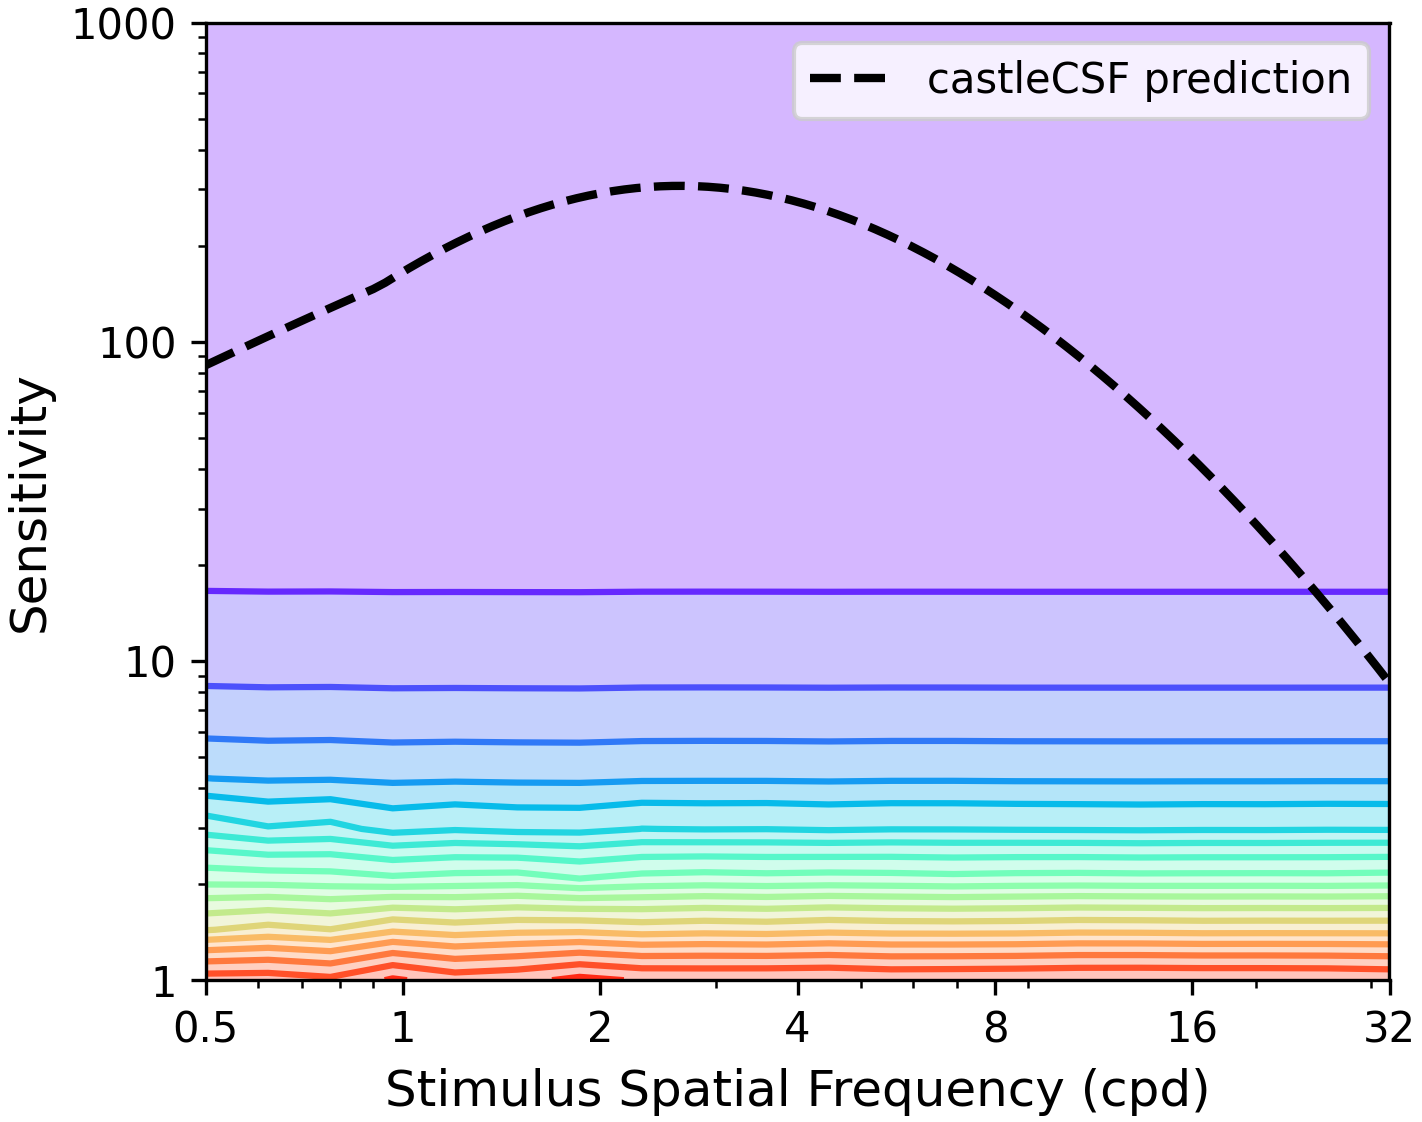 1000
100
10
1
Sensitivity
castleCSF prediction
0.5 1 2 4 8 16 32
Stimulus Spatial Frequency (cpd)